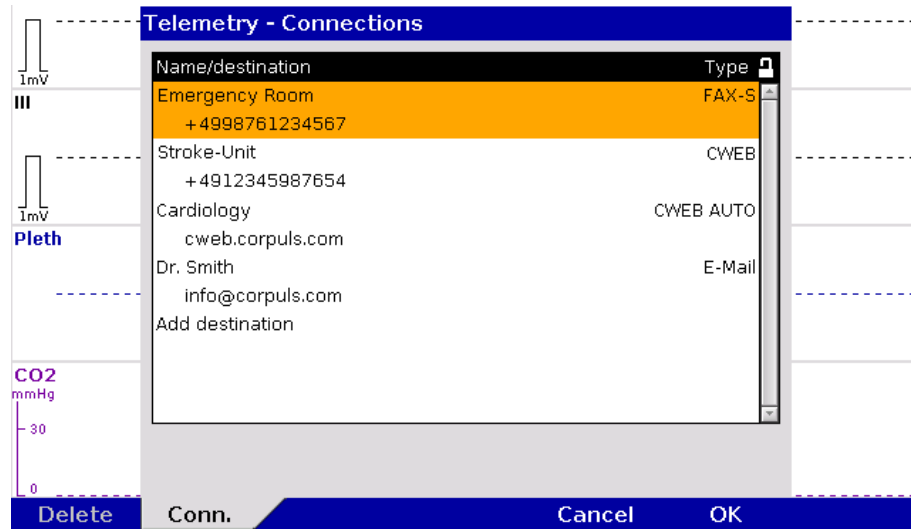 Telemetry - Connections
1mV
III
1mV
Pleth
CO2
mmHg
30
0
Name/destination Type
Emergency Room FAX-S
+4998761234567
Stroke-Unit CWEB
+4912345987654
Cardiology CWEB AUTO
cweb.corpuls.com
Dr. Smith E-Mail
info@corpuls.com
Add destination
Delete Conn. Cancel OK